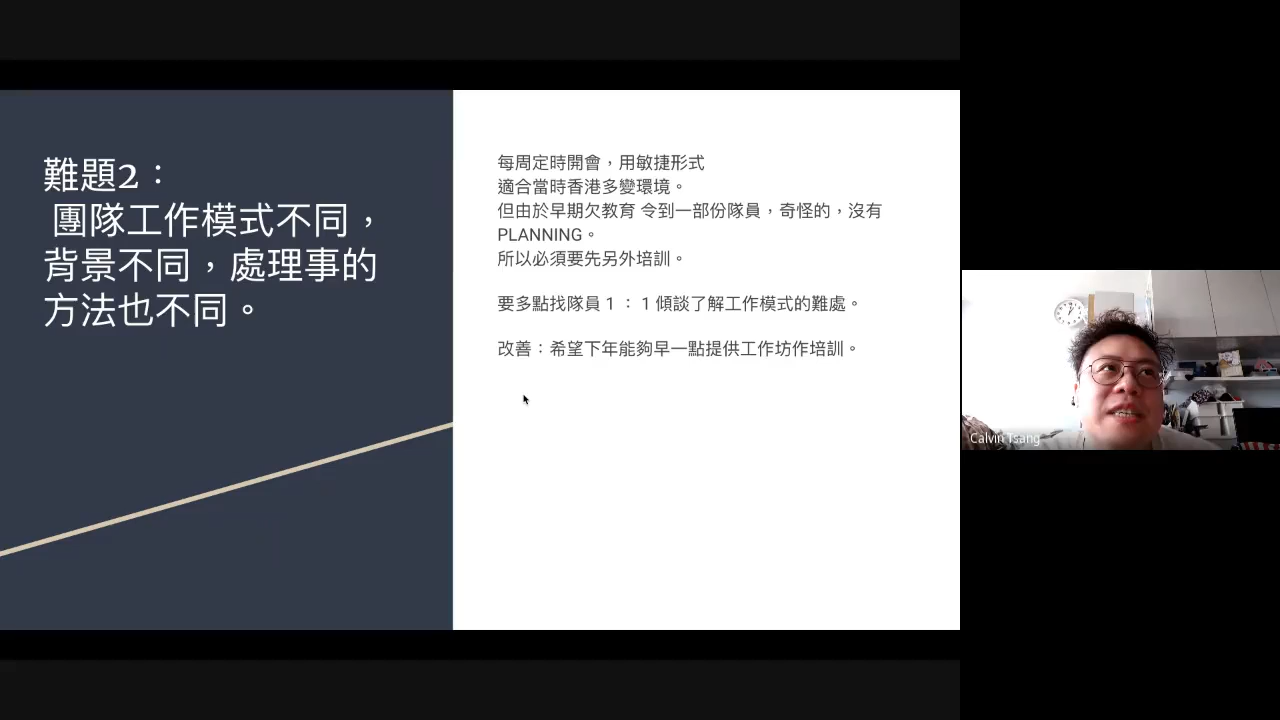 難題2：
團隊工作模式不同，
背景不同，處理事的
方法也不同。
每周定時開會，用敏捷形式
適合當時香港多變環境。
但由於早期欠教育 令到一部份隊員，奇怪的，沒有
PLANNING。
所以必須要先另外培訓。
要多點找隊員１：１傾談了解工作模式的難處。
改善：希望下年能夠早一點提供工作坊作培訓。
Calvin Tsang